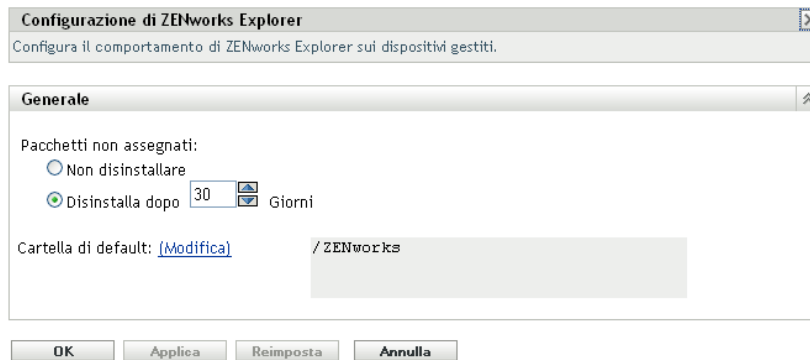 Configurazione di ZENworks Explorer
Configura il comportamento di ZENworks Explorer sui dispositivi gestiti.
Generale
Pacchetti non assegnati:
Non disinstallare
Disinstalla dopo 30 Giorni
Cartella di default: (Modifica) /ZENworks
OK Applica Reimposta Annulla